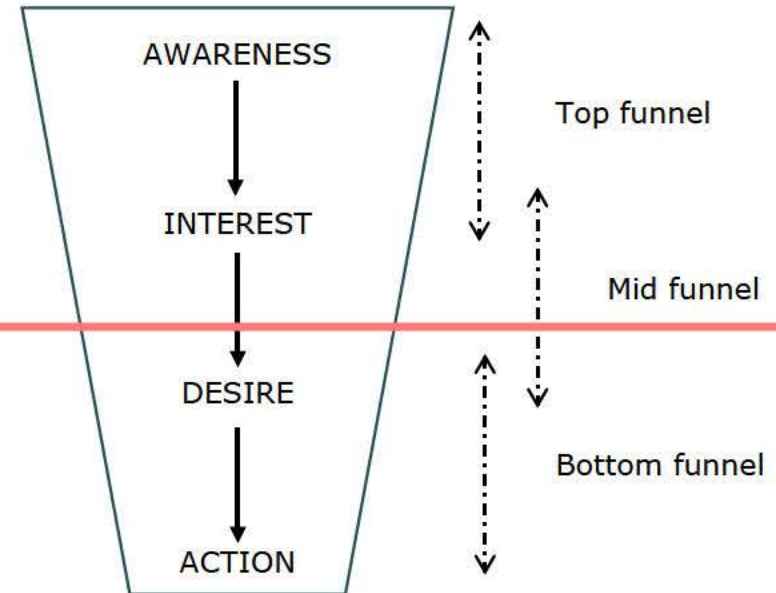 AWARENESS
Top funnel
INTEREST
Mid funnel
DESIRE
Bottom funnel
ACTION